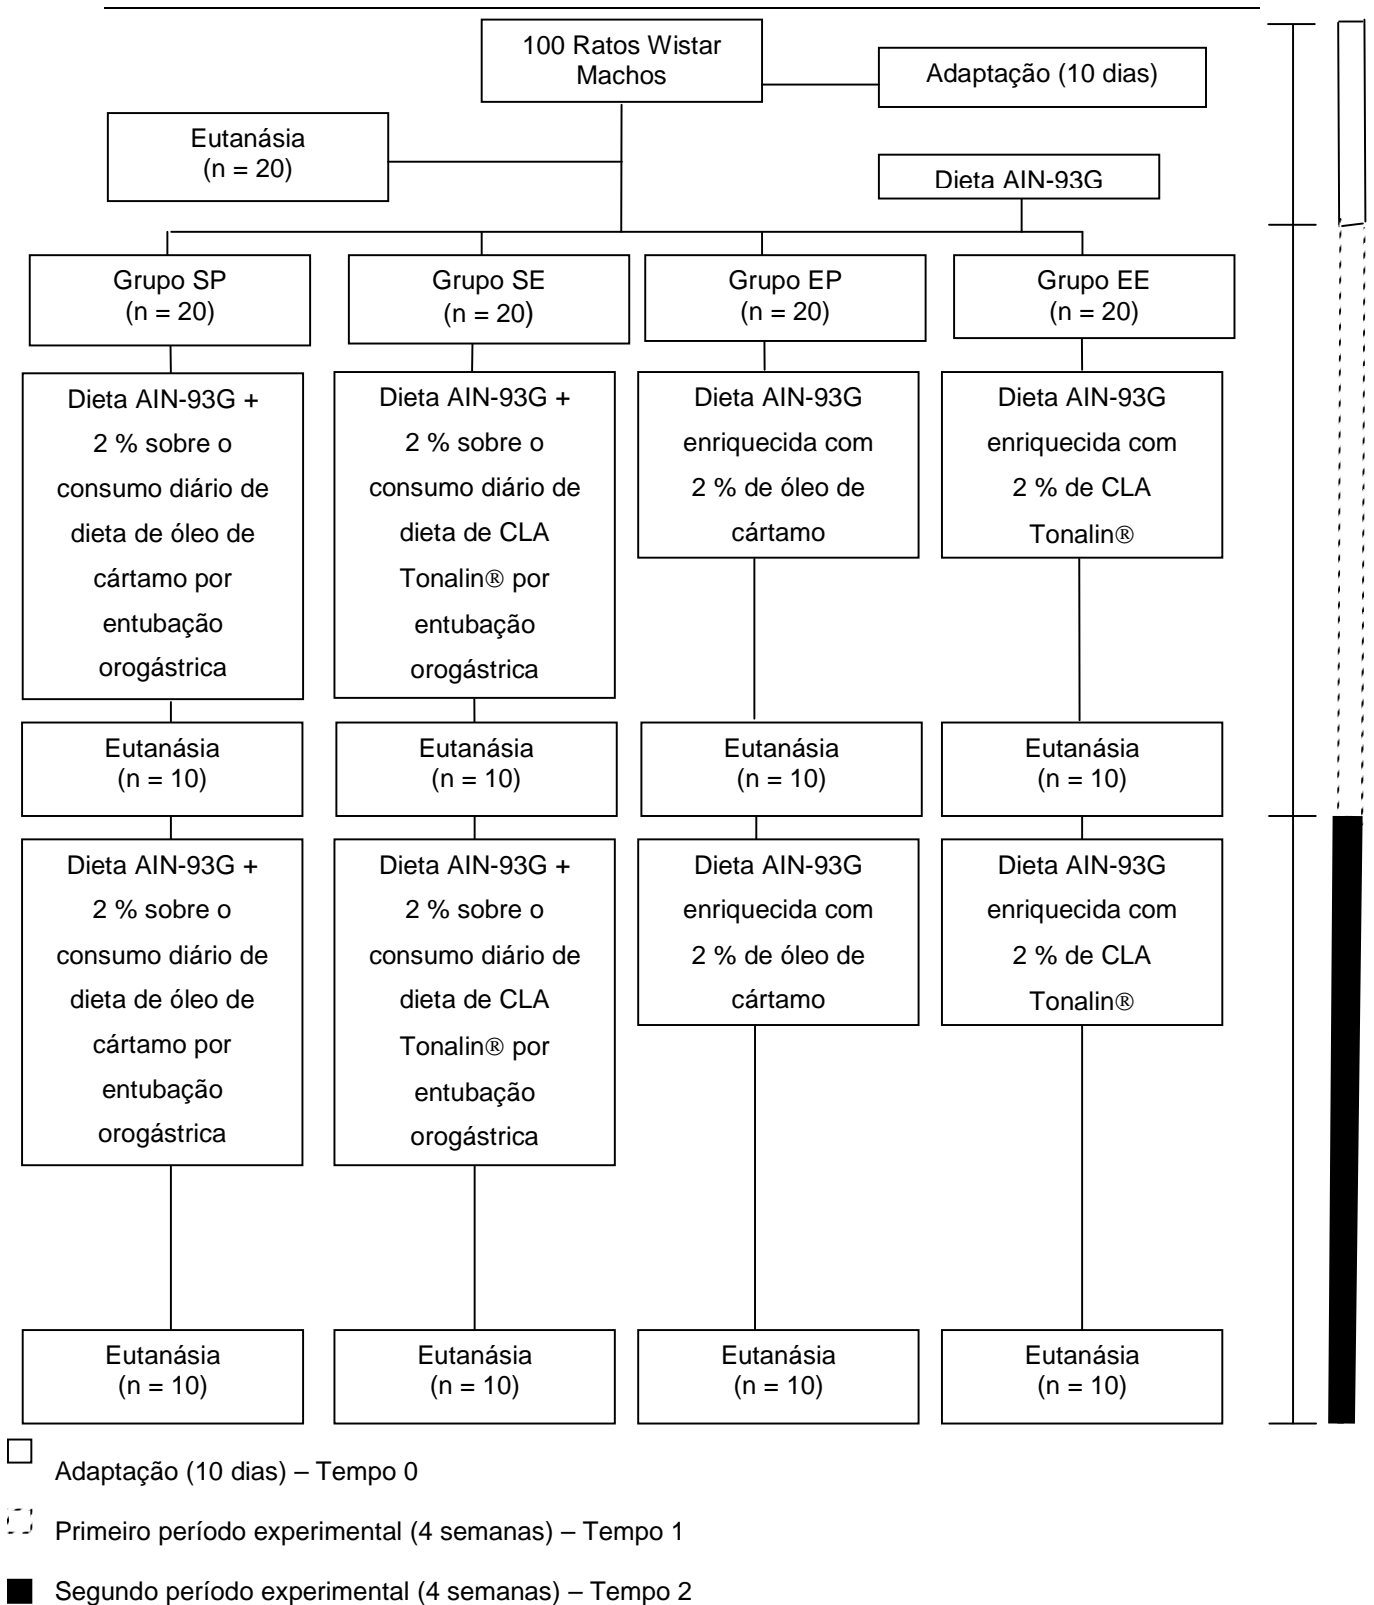 100 Ratos Wistar
Machos
Adaptação (10 dias)
Eutanásia
(n = 20)
Dieta AIN-93G
Grupo SP
(n = 20)
Grupo SE
(n = 20)
Grupo EP
(n = 20)
Grupo EE
(n = 20)
Dieta AIN-93G +
2 % sobre o
consumo diário de
dieta de óleo de
cártamo por
entubação
orogástrica
Dieta AIN-93G +
2 % sobre o
consumo diário de
dieta de CLA
Tonalin® por
entubação
orogástrica
Dieta AIN-93G
enriquecida com
2 % de óleo de
cártamo
Dieta AIN-93G
enriquecida com
2 % de CLA
Tonalin®
Eutanásia
(n = 10)
Eutanásia
(n = 10)
Eutanásia
(n = 10)
Eutanásia
(n = 10)
Dieta AIN-93G +
2 % sobre o
consumo diário de
dieta de óleo de
cártamo por
entubação
orogástrica
Dieta AIN-93G +
2 % sobre o
consumo diário de
dieta de CLA
Tonalin® por
entubação
orogástrica
Dieta AIN-93G
enriquecida com
2 % de óleo de
cártamo
Dieta AIN-93G
enriquecida com
2 % de CLA
Tonalin®
Eutanásia
(n = 10)
Eutanásia
(n = 10)
Eutanásia
(n = 10)
Eutanásia
(n = 10)
Adaptação (10 dias) – Tempo 0
Primeiro período experimental (4 semanas) – Tempo 1
Segundo período experimental (4 semanas) – Tempo 2